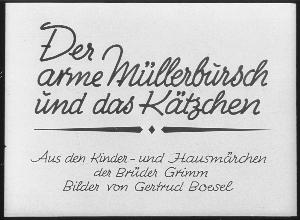 Der
arme Müllerbursch
und das Kätzchen
Aus den Kinder- und Hausmärchen
der Brüder Grimm
Bilder von Gertrud Boesel